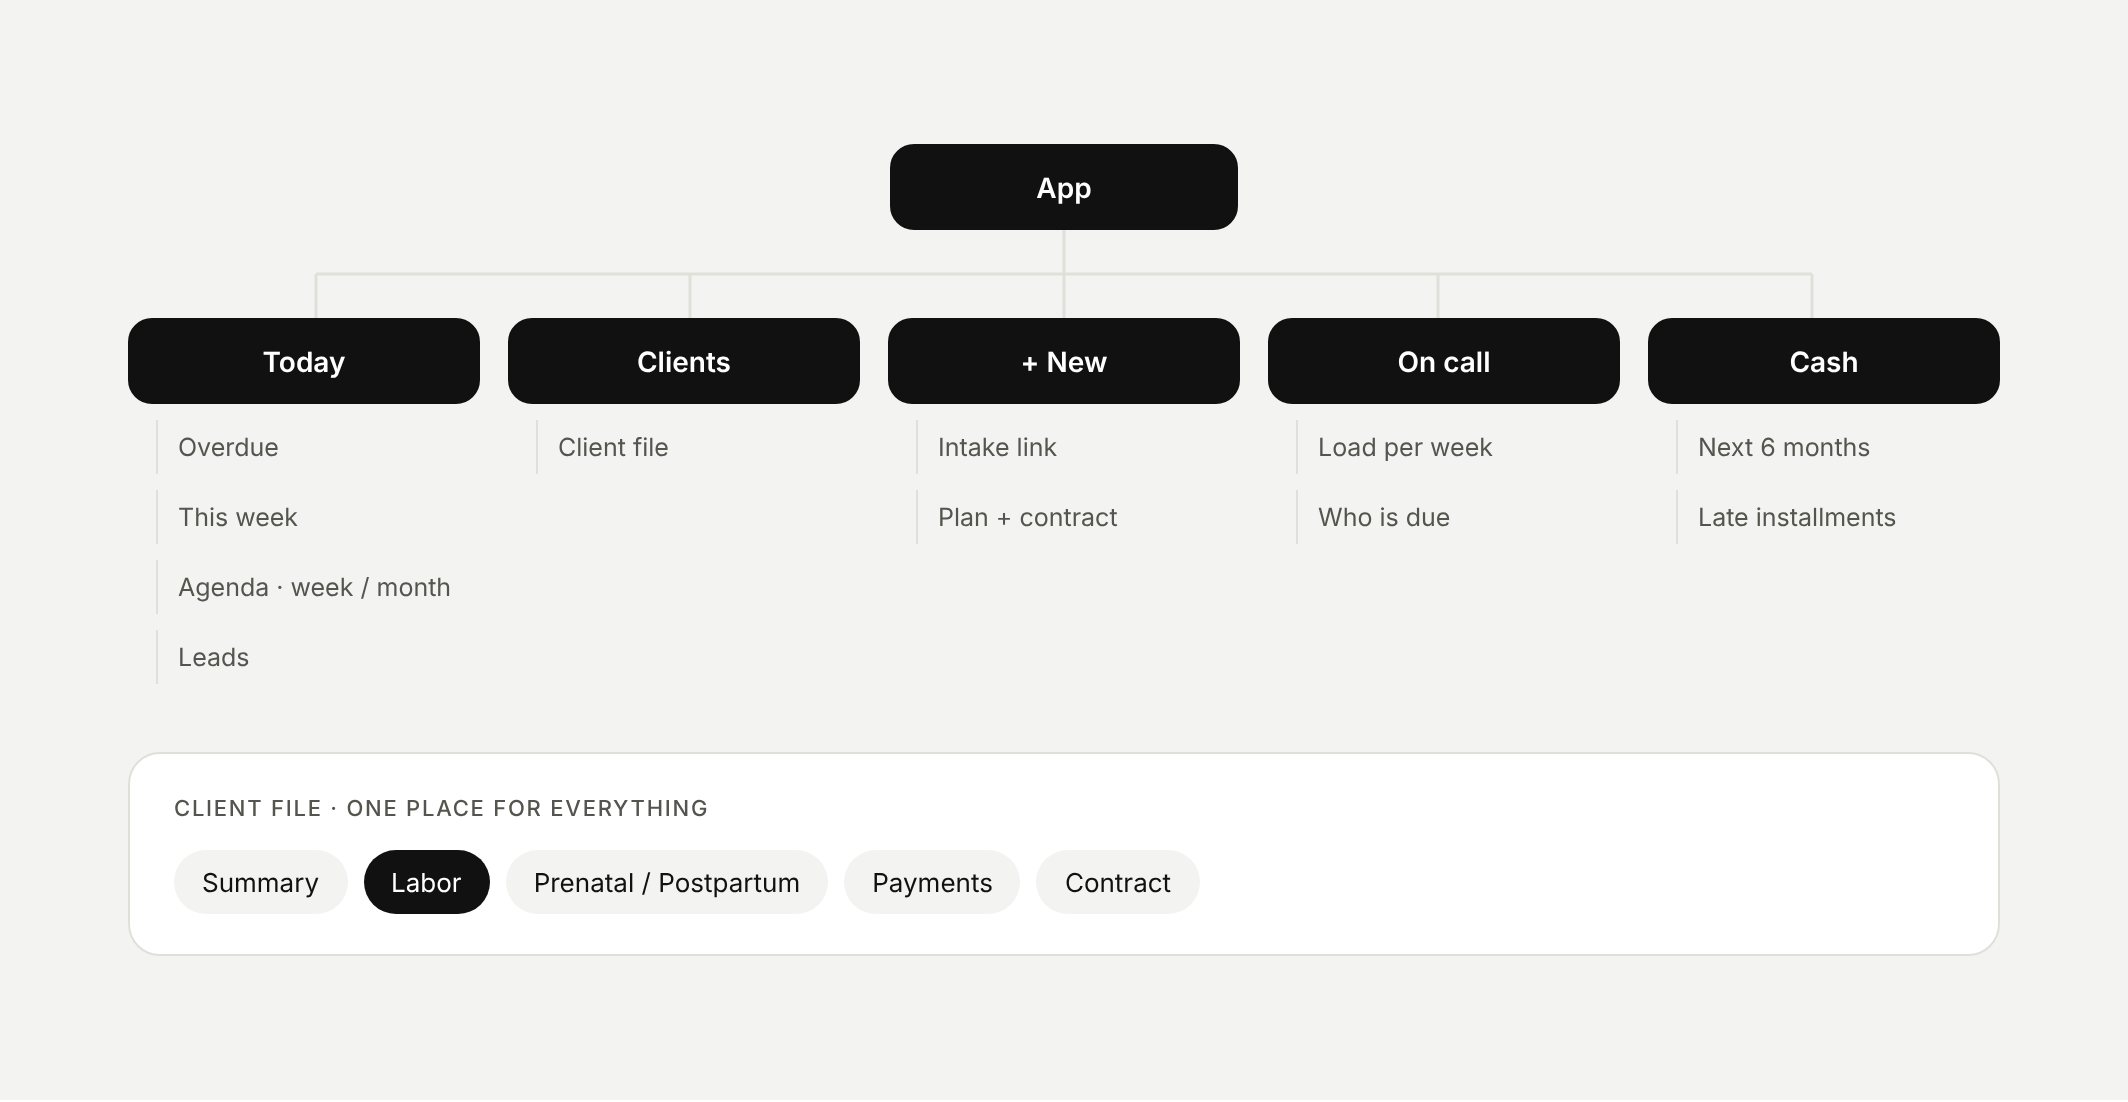 App
Today
Clients
+ New
On call
Cash
Overdue
This week
Agenda · week / month
Leads
Client file
Intake link
Plan + contract
Load per week
Who is due
Next 6 months
Late installments
CLIENT FILE · ONE PLACE FOR EVERYTHING
Summary
Labor
Prenatal / Postpartum
Payments
Contract